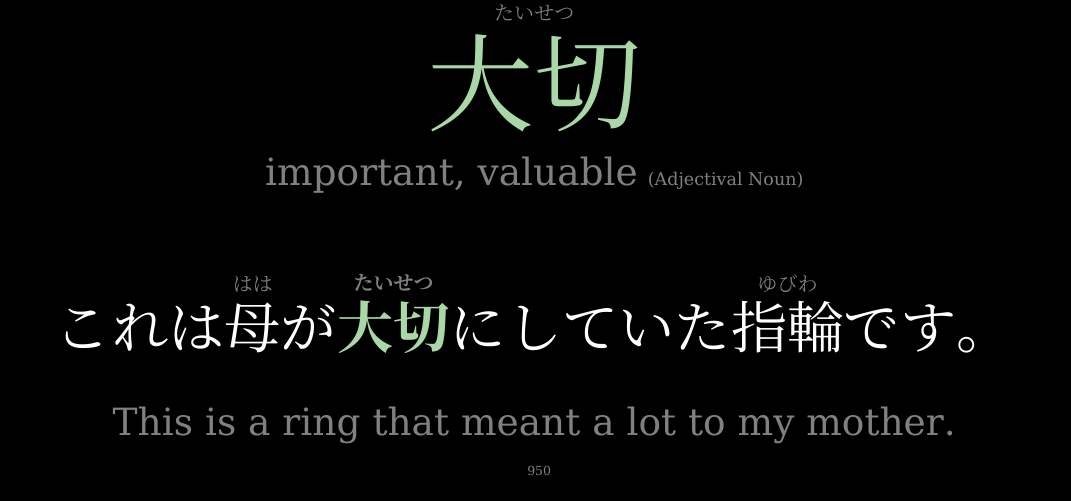 たいせつ
大切
important, valuable (Adjectival Noun)
はは たいせつ ゆびわ
これは母が大切にしていた指輪です。
This is a ring that meant a lot to my mother.
950